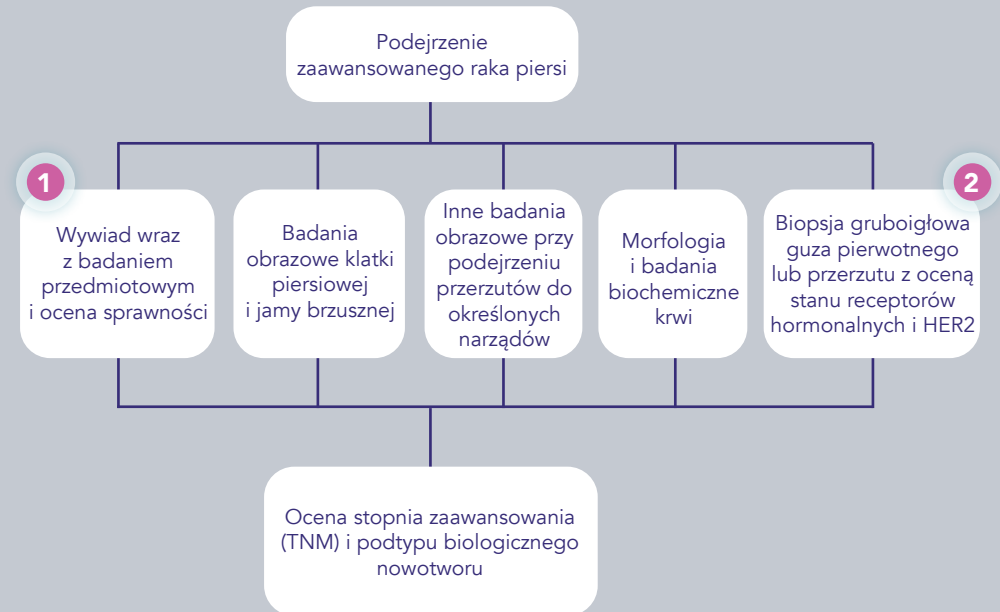 Podejrzenie
zaawansowanego raka piersi
1
Wywiad wraz
z badaniem
przedmiotowym
i ocena sprawności
Badania
obrazowe klatki
piersiowej
i jamy brzusznej
Inne badania
obrazowe przy
podejrzeniu
przerzutów do
określonych
narządów
Morfologia
i badania
biochemiczne
krwi
2
Biopsja gruboigłowa
guza pierwotnego
lub przerzutu z oceną
stanu receptorów
hormonalnych i HER2
Ocena stopnia zaawansowania
(TNM) i podtypu biologicznego
nowotworu